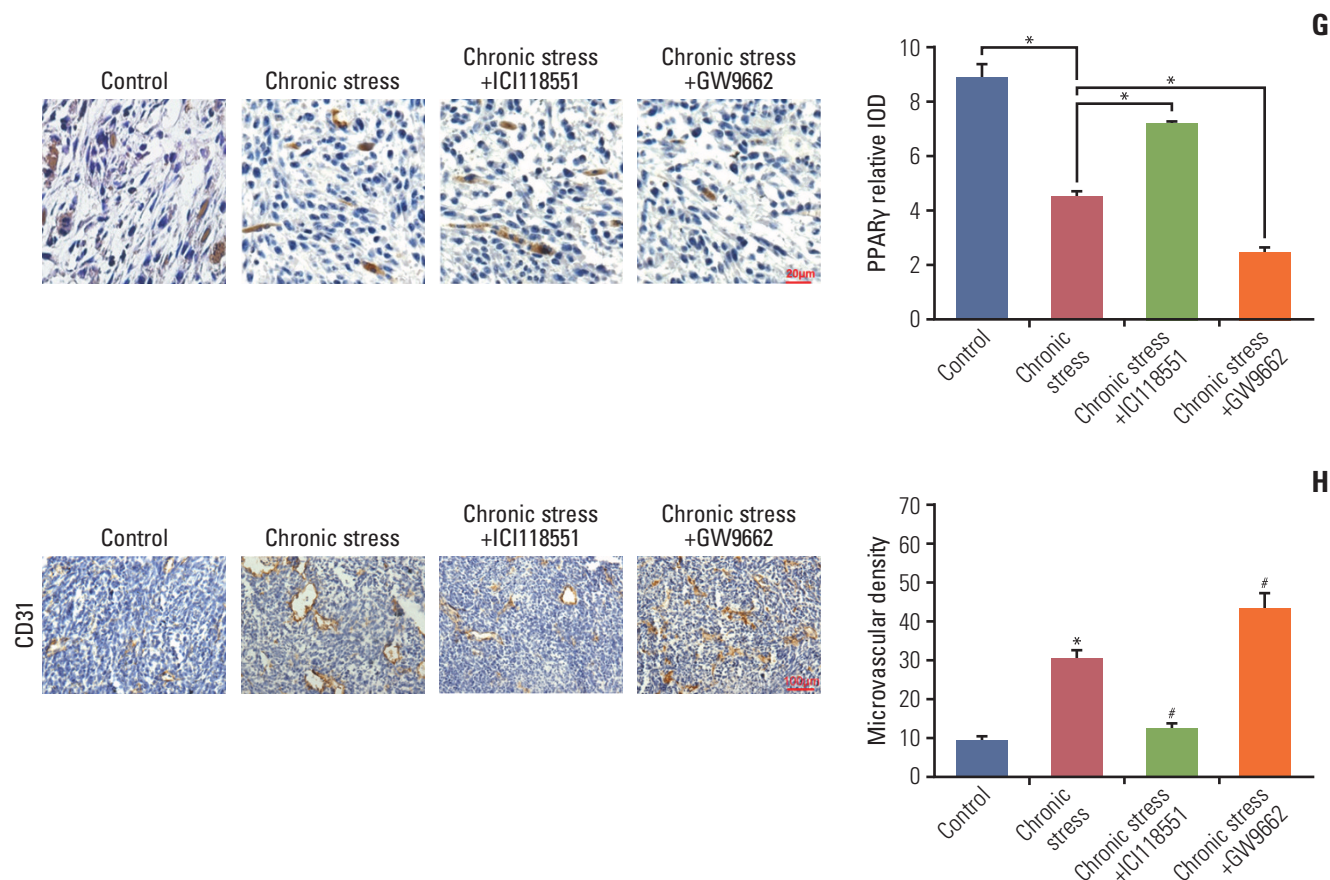 G
Control
Chronic stress
Chronic stress
+ICI118551
Chronic stress
+GW9662
20μm
PPARγ relative IOD
10
8
6
4
2
0
*
*
*
Control
Chronic
stress
Chronic stress
+ICI118551
Chronic stress
+GW9662
H
Control
Chronic stress
Chronic stress
+ICI118551
Chronic stress
+GW9662
CD31
100μm
Microvascular density
70
60
50
40
30
20
10
0
*
#
#
Control
Chronic
stress
Chronic stress
+ICI118551
Chronic stress
+GW9662